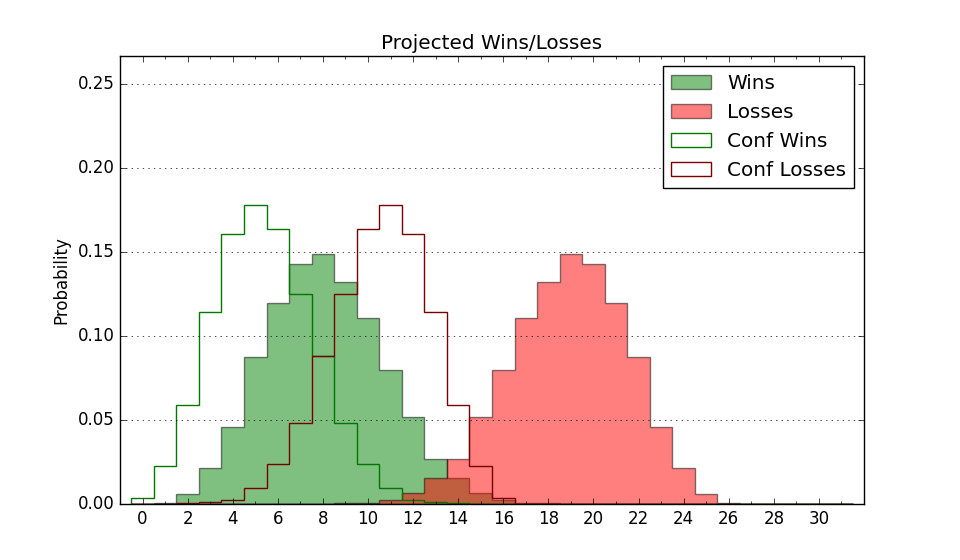 Projected Wins/Losses
Wins
Losses
Conf Wins
Conf Losses
Probability
0.25
0.20
0.15
0.10
0.05
0.00
0 2 4 6 8 10 12 14 16 18 20 22 24 26 28 30